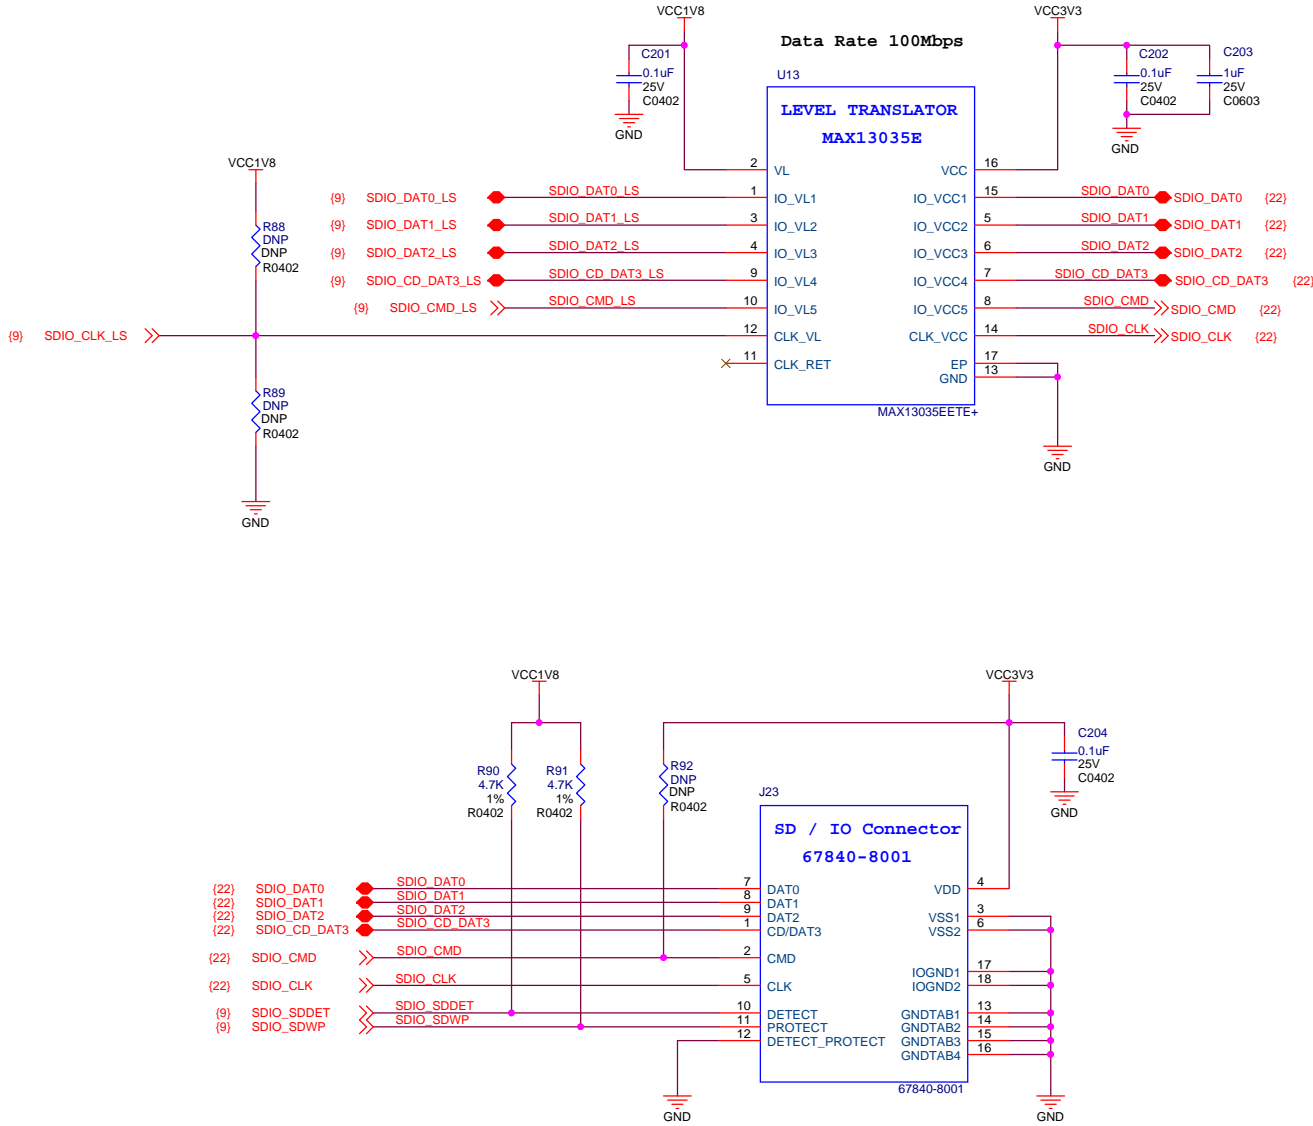 VCC1V8
VCC3V3
Data Rate 100Mbps
C201
0.1uF
25V
C0402
GND
C202
0.1uF
25V
C0402
C203
1uF
25V
C0603
GND
U13
LEVEL TRANSLATOR
MAX13035E
VCC1V8
2 VL VCC 16
{9} SDIO_DAT0_LS SDIO_DAT0_LS 1 IO_VL1 IO_VCC1 15 SDIO_DAT0 SDIO_DAT0 {22}
{9} SDIO_DAT1_LS SDIO_DAT1_LS 3 IO_VL2 IO_VCC2 5 SDIO_DAT1 SDIO_DAT1 {22}
{9} SDIO_DAT2_LS SDIO_DAT2_LS 4 IO_VL3 IO_VCC3 6 SDIO_DAT2 SDIO_DAT2 {22}
{9} SDIO_CD_DAT3_LS SDIO_CD_DAT3_LS 9 IO_VL4 IO_VCC4 7 SDIO_CD_DAT3 SDIO_CD_DAT3 {22}
{9} SDIO_CMD_LS SDIO_CMD_LS 10 IO_VL5 IO_VCC5 8 SDIO_CMD SDIO_CMD {22}
{9} SDIO_CLK_LS 12 CLK_VL CLK_VCC 14 SDIO_CLK SDIO_CLK {22}
11 CLK_RET EP 17
GND 13
MAX13035EETE+
GND
R88
DNP
DNP
R0402
R89
DNP
DNP
R0402
GND
VCC1V8
VCC3V3
R90
4.7K
1%
R0402
R91
4.7K
1%
R0402
R92
DNP
DNP
R0402
C204
0.1uF
25V
C0402
GND
J23
SD / IO Connector
67840-8001
{22} SDIO_DAT0 SDIO_DAT0 7 DAT0 VDD 4
{22} SDIO_DAT1 SDIO_DAT1 8 DAT1
{22} SDIO_DAT2 SDIO_DAT2 9 DAT2 VSS1 3
{22} SDIO_CD_DAT3 SDIO_CD_DAT3 1 CD/DAT3 VSS2 6
{22} SDIO_CMD SDIO_CMD 2 CMD
IOGND1 17
{22} SDIO_CLK SDIO_CLK 5 CLK IOGND2 18
{9} SDIO_SDDET SDIO_SDDET 10 DETECT GNDTAB1 13
{9} SDIO_SDWP SDIO_SDWP 11 PROTECT GNDTAB2 14
12 DETECT_PROTECT GNDTAB3 15
GNDTAB4 16
67840-8001
GND
GND